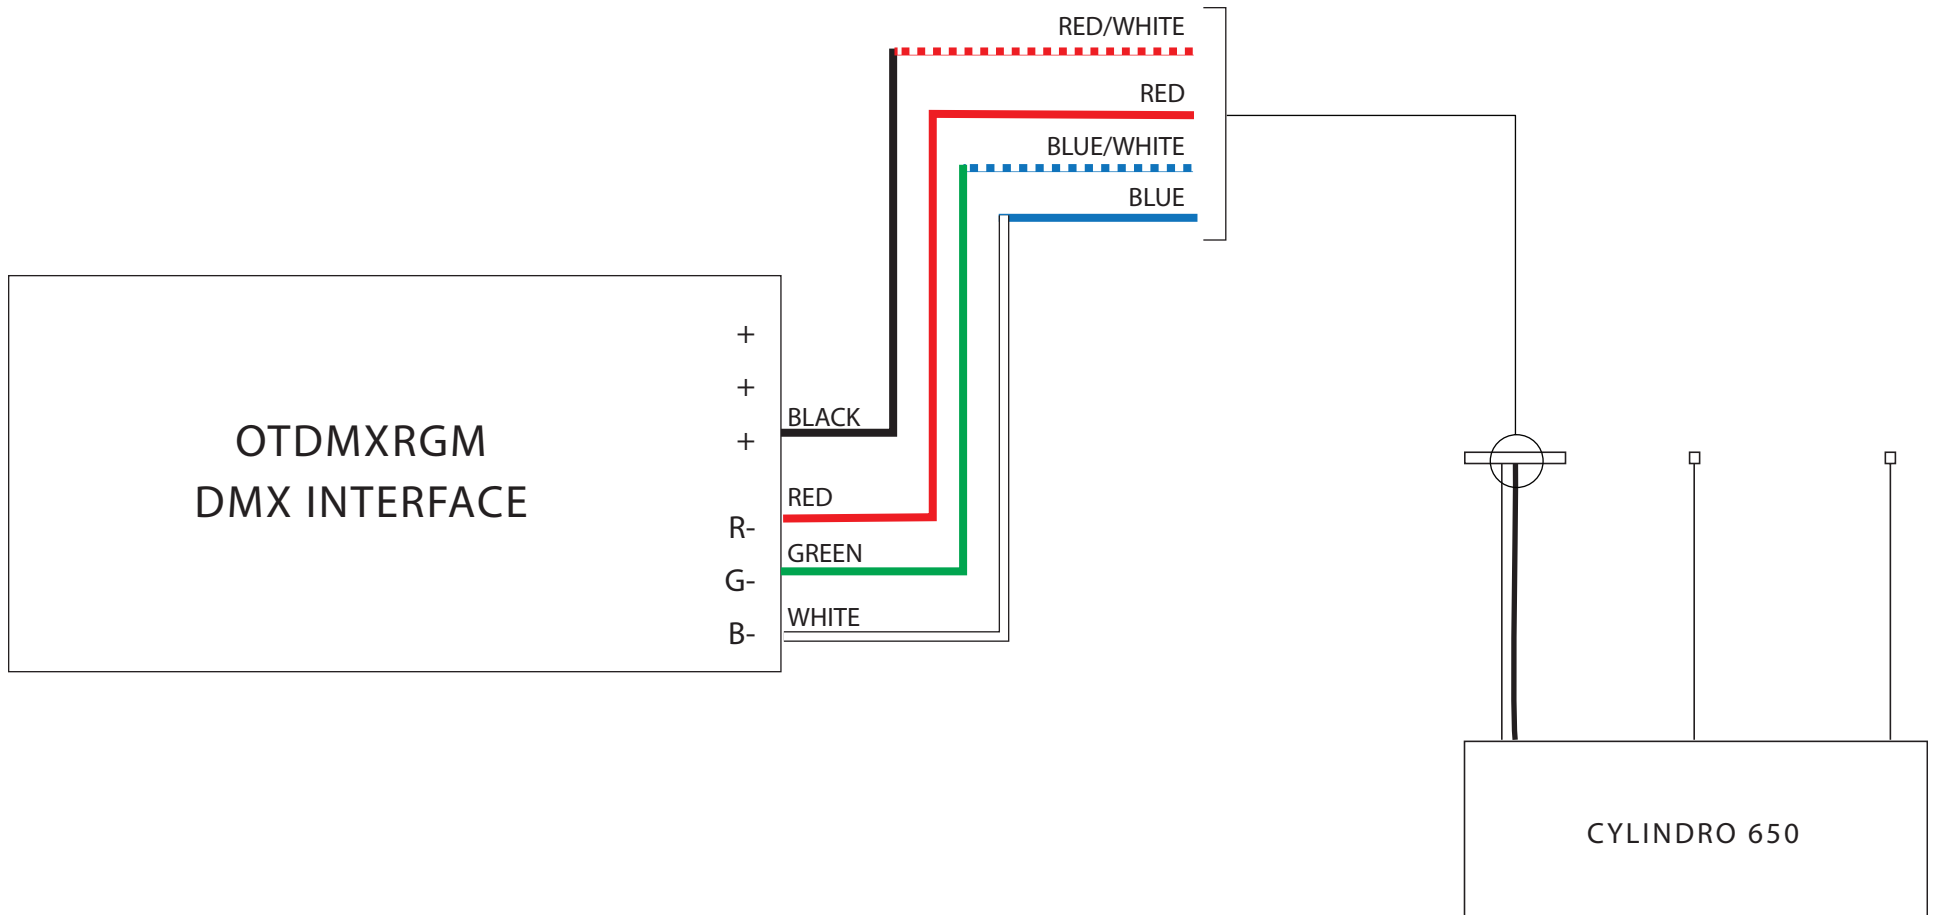 RED/WHITE
RED
BLUE/WHITE
BLUE
+
+
BLACK
+
OTDMXRGM
DMX INTERFACE
RED
R-
GREEN
G-
WHITE
B-
CYLINDRO 650